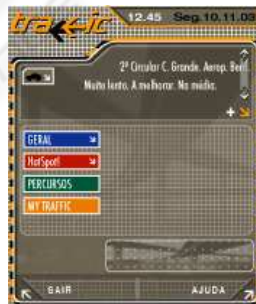 traffic 12.45 Seg.10.11.03
2ª Circular C. Grande. Aerop. Benf.
Muito lento. A melhorar. Na média.
GERAL
HotSpot!
PERCURSOS
MY TRAFFIC
SAIR AJUDA